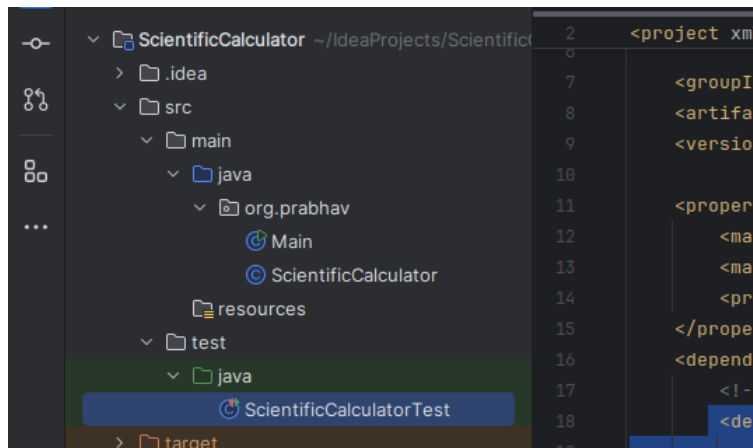 ScientificCalculator ~/IdeaProjects/Scientific
.idea
src
main
java
org.prabhav
Main
ScientificCalculator
resources
test
java
ScientificCalculatorTest
target
2 <project xm
7 <groupI
8 <artifa
9 <versio
10
11 <proper
12 <ma
13 <ma
14 <pr
15 </prope
16 <depend
17 <!-
18 <de